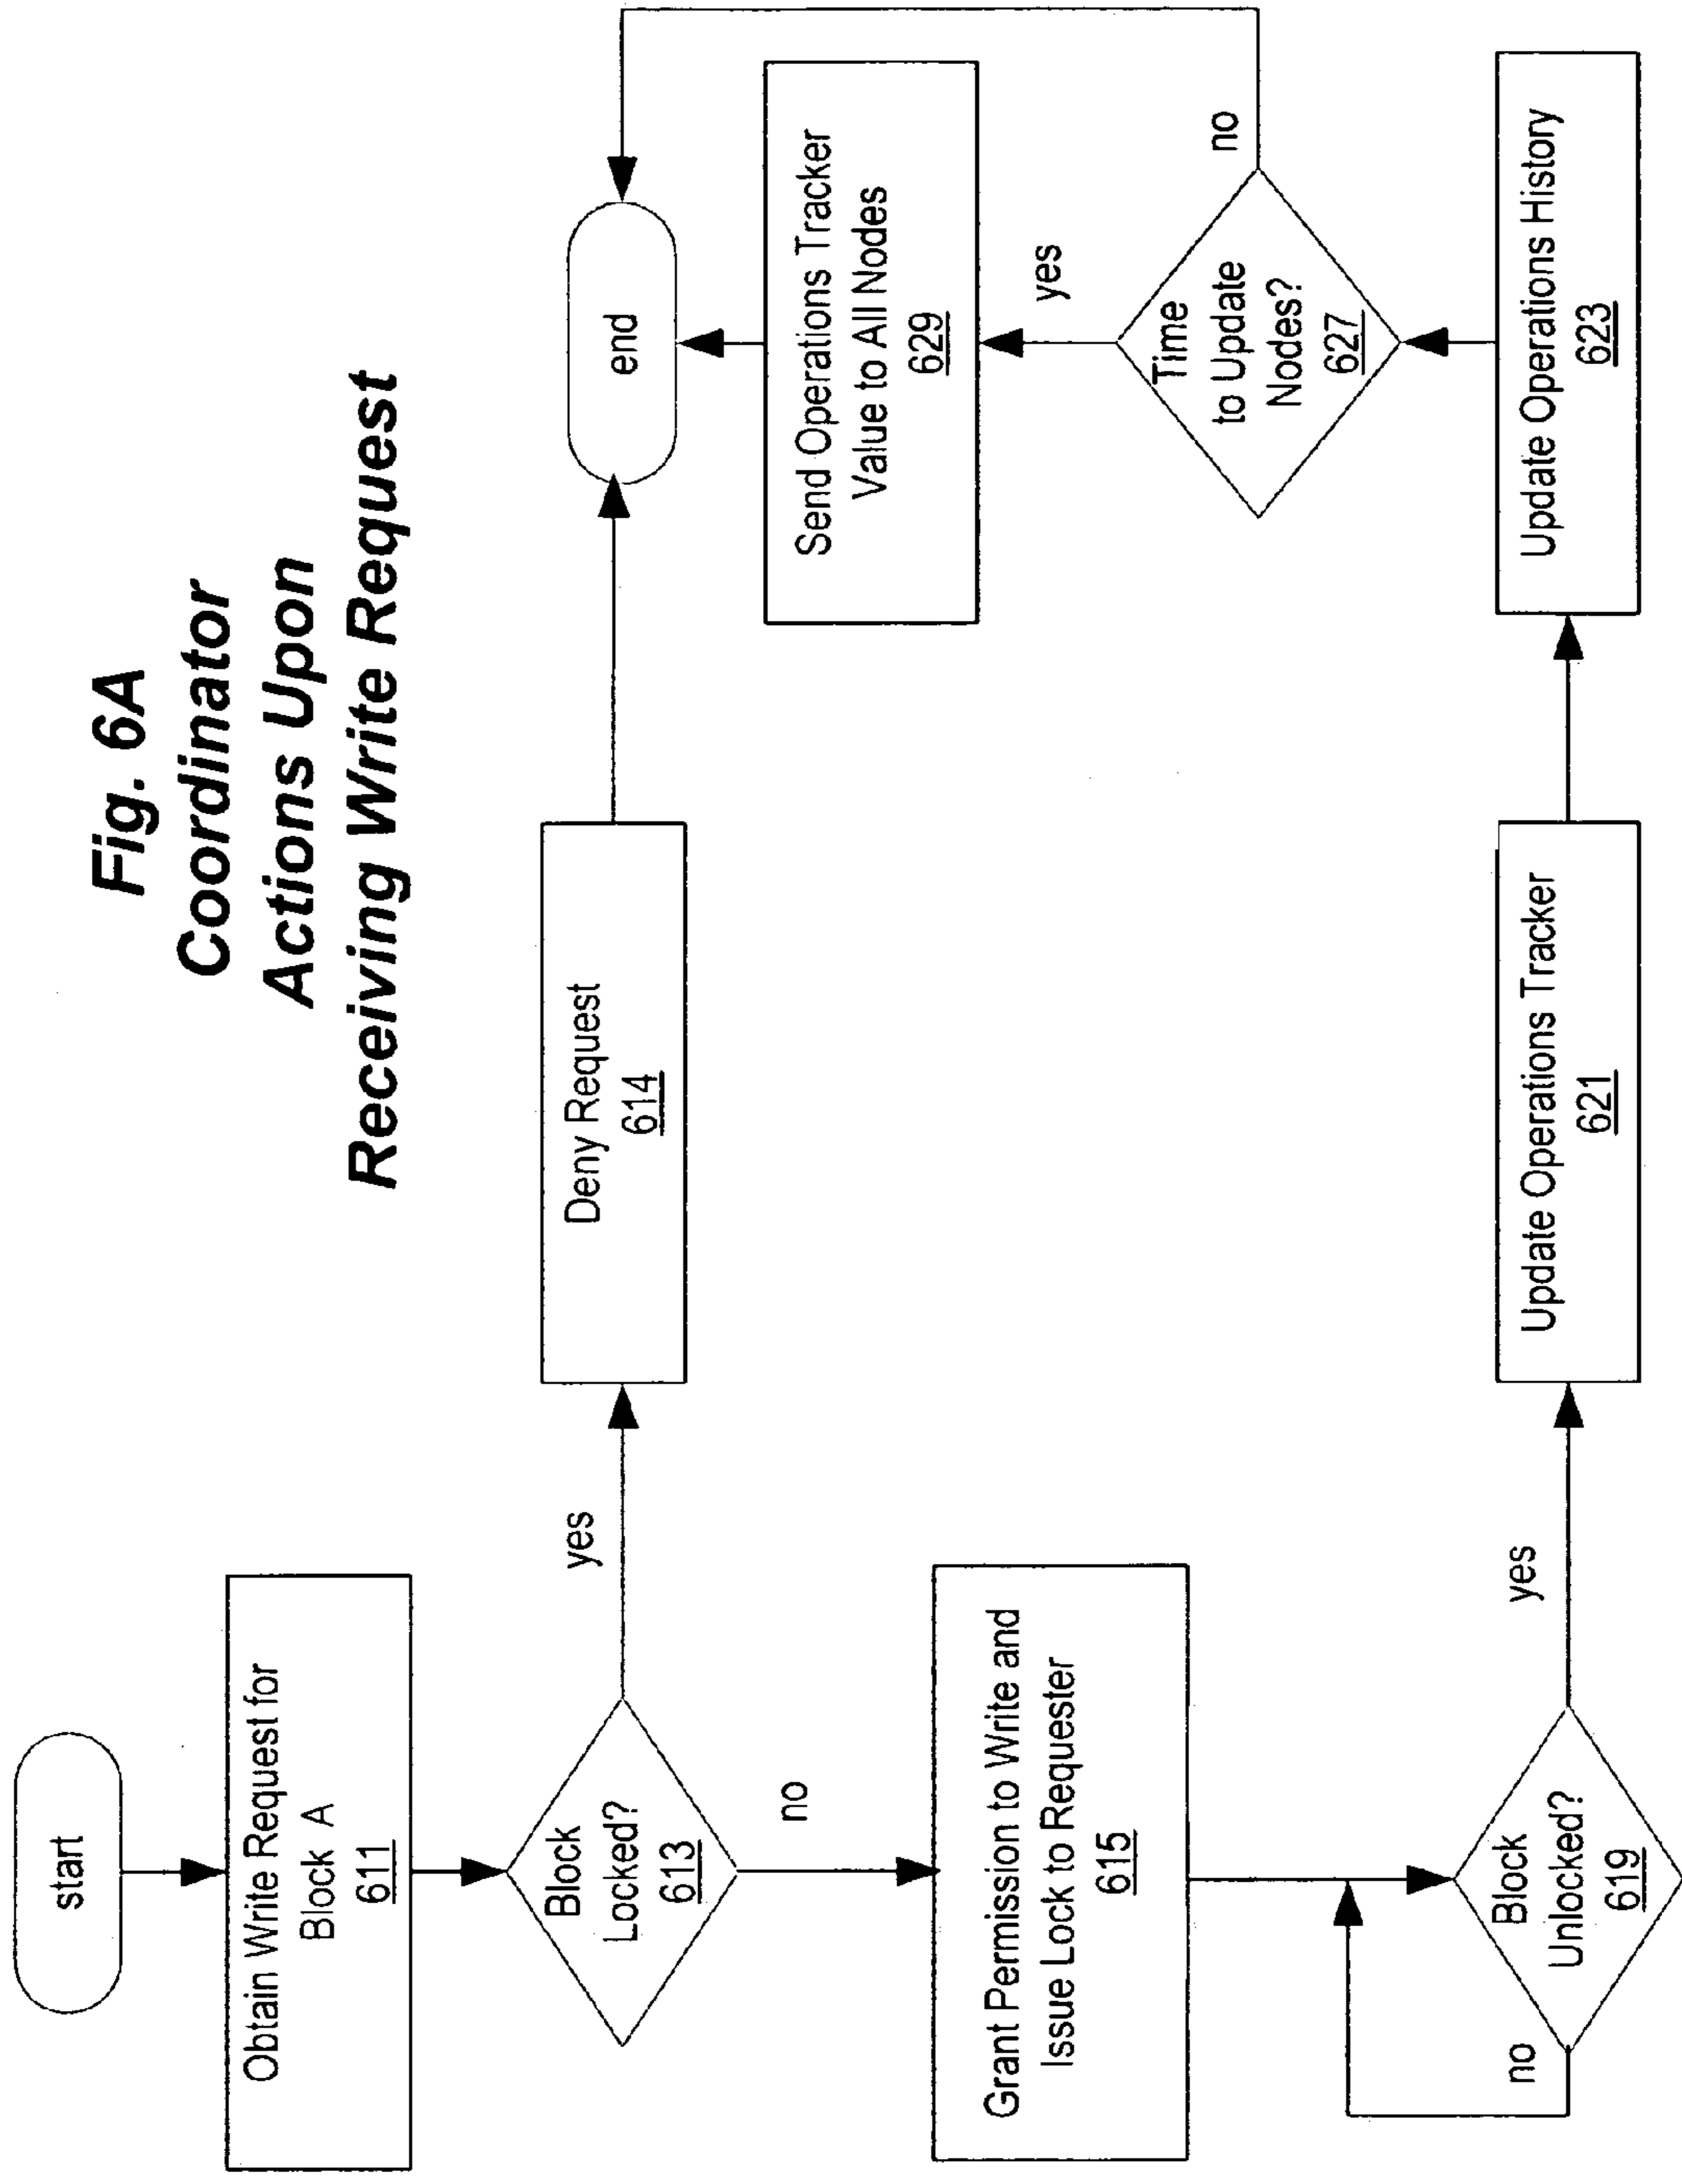 Fig. 6A
Coordinator
Actions Upon
Receiving Write Request
start
Obtain Write Request for
Block A
611
Block
Locked?
613
yes
Deny Request
614
end
no
Grant Permission to Write and
Issue Lock to Requester
615
Block
Unlocked?
619
no
yes
Update Operations Tracker
621
Update Operations History
623
Time
to Update
Nodes?
627
no
yes
Send Operations Tracker
Value to All Nodes
629